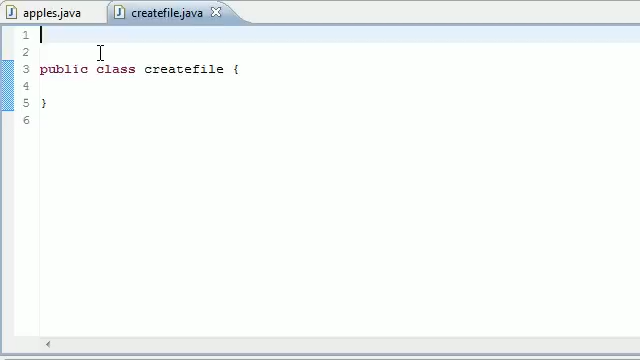 apples.java
createfile.java
1
2
3 public class createfile {
4
5 }
6